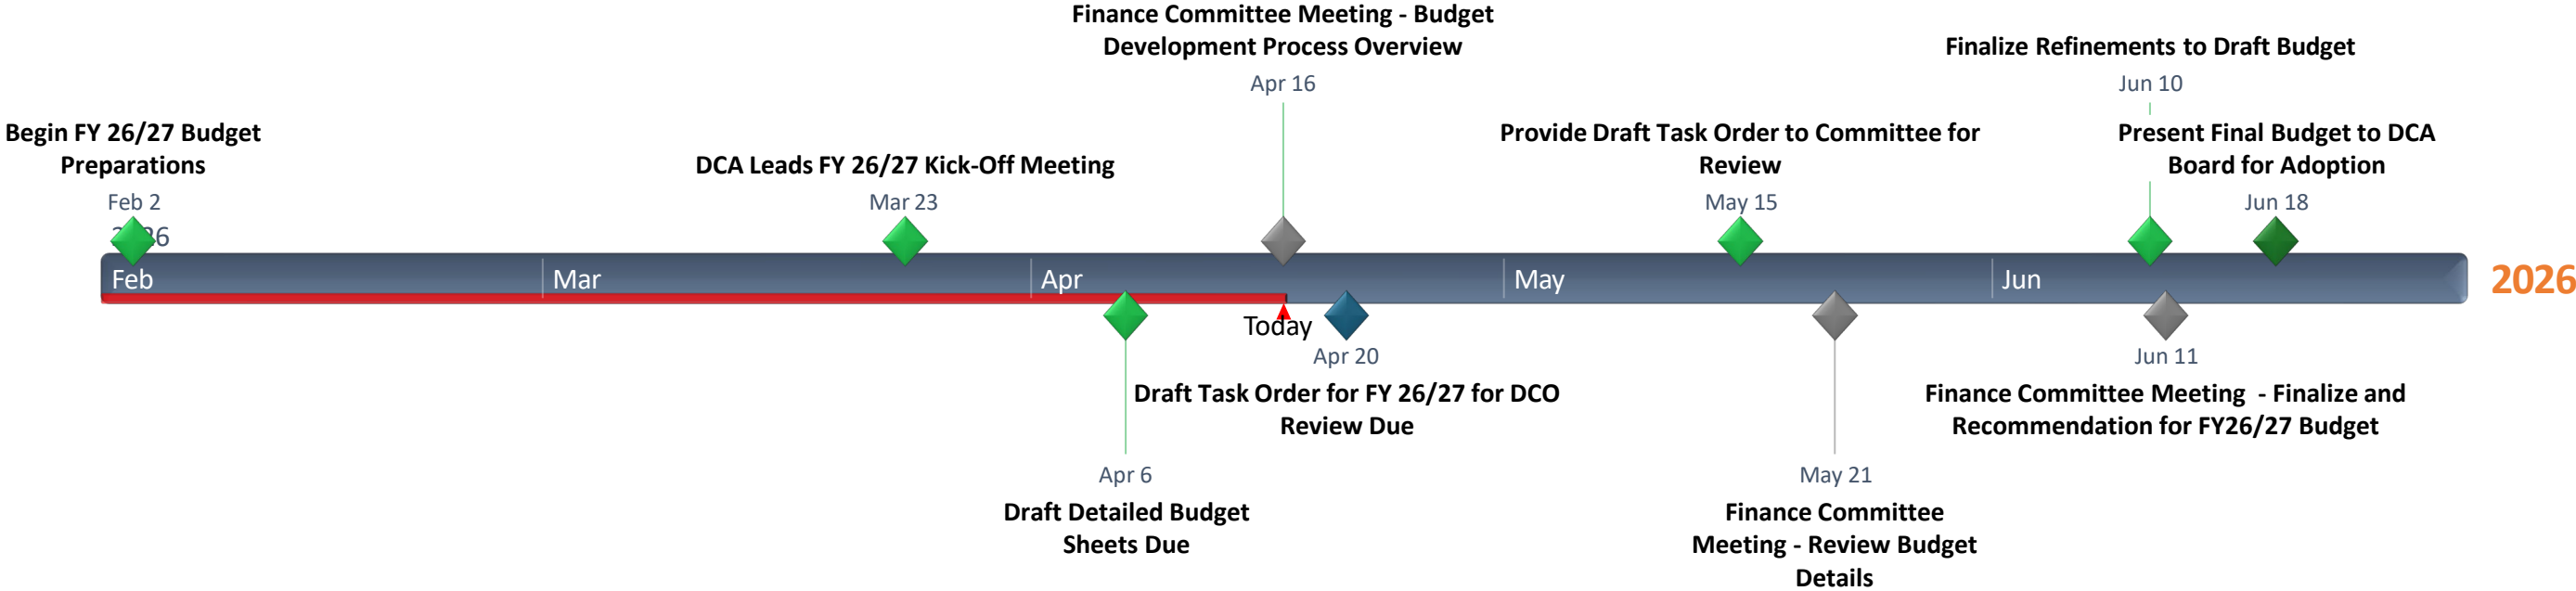 Finance Committee Meeting - Budget
Development Process Overview
Apr 16
Finalize Refinements to Draft Budget
Jun 10
Begin FY 26/27 Budget
Preparations
Feb 2
DCA Leads FY 26/27 Kick-Off Meeting
Mar 23
Provide Draft Task Order to Committee for
Review
May 15
Present Final Budget to DCA
Board for Adoption
Jun 18
Feb
Mar
Apr
May
Jun
2026
Today
Apr 20
Draft Task Order for FY 26/27 for DCO
Review Due
Apr 6
Draft Detailed Budget
Sheets Due
May 21
Finance Committee
Meeting - Review Budget
Details
Jun 11
Finance Committee Meeting  - Finalize and
Recommendation for FY26/27 Budget